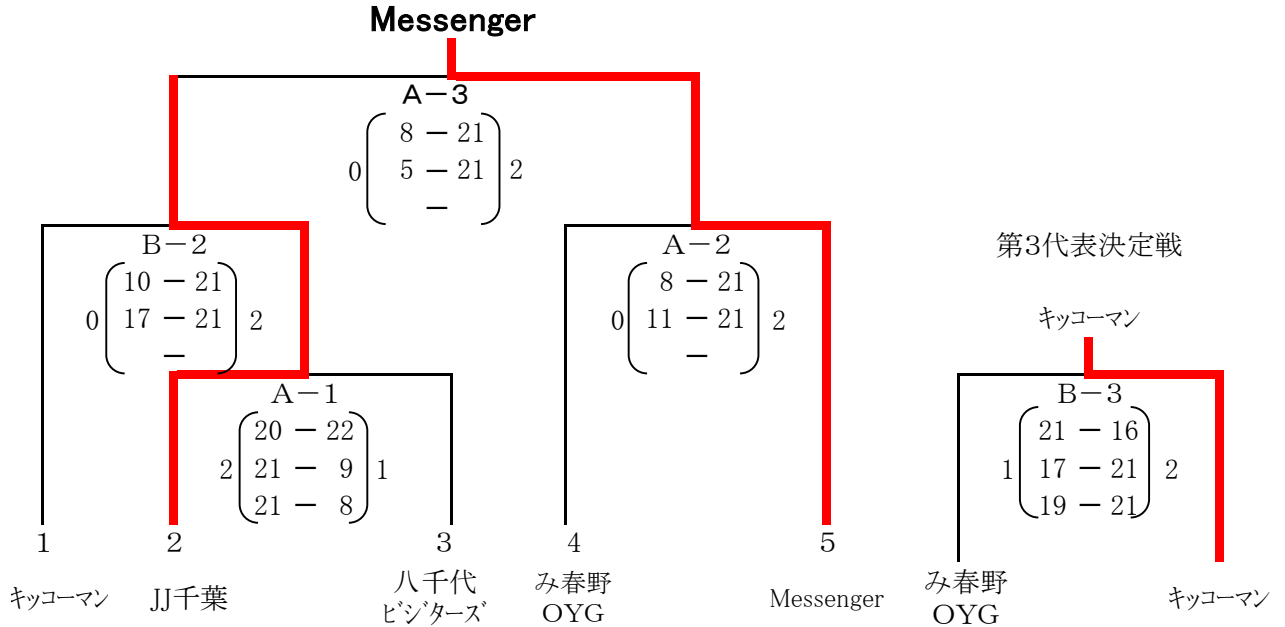 Messenger
A－3
8 － 21
0 5 － 21 2
－
B－2
10 － 21
0 17 － 21 2
－
A－2
8 － 21
0 11 － 21 2
－
第3代表決定戦
キッコーマン
A－1
20 － 22
2 21 － 9 1
21 － 8
B－3
21 － 16
1 17 － 21 2
19 － 21
1 2 3 4 5
キッコーマン
JJ千葉
八千代
ビジターズ
み春野
OYG
Messenger
み春野
OYG
キッコーマン